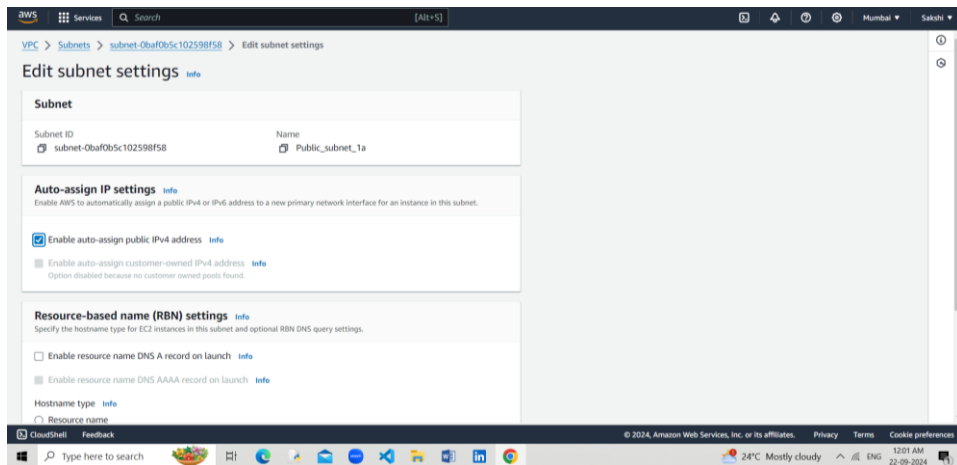 aws Services Search [Alt+S] Mumbai Sakshi
VPC > Subnets > subnet-0baf0b5c102598f58 > Edit subnet settings
Edit subnet settings Info
Subnet
Subnet ID Name
subnet-0baf0b5c102598f58 Public_subnet_1a
Auto-assign IP settings Info
Enable AWS to automatically assign a public IPv4 or IPv6 address to a new primary network interface for an instance in this subnet.
Enable auto-assign public IPv4 address Info
Enable auto-assign customer-owned IPv4 address Info
Option disabled because no customer owned pools found.
Resource-based name (RBN) settings Info
Specify the hostname type for EC2 instances in this subnet and optional RBN DNS query settings.
Enable resource name DNS A record on launch Info
Enable resource name DNS AAAA record on launch Info
Hostname type Info
Resource name
CloudShell Feedback © 2024, Amazon Web Services, Inc. or its affiliates. Privacy Terms Cookie preferences
Type here to search 24°C Mostly cloudy ENG 12:01 AM
22-09-2024